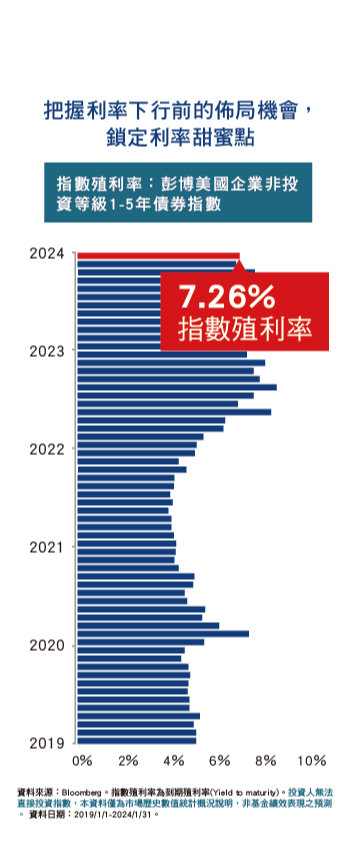 把握利率下行前的佈局機會，
鎖定利率甜蜜點
指數殖利率：彭博美國企業非投
資等級1-5年債券指數
2024
7.26%
指數殖利率
2023
2022
2021
2020
2019
0% 2% 4% 6% 8% 10%
資料來源：Bloomberg。指數殖利率為到期殖利率(Yield to maturity)。投資人無法
直接投資指數，本資料僅為市場歷史數值統計概況說明，非基金績效表現之預測
。資料日期：2019/1/1-2024/1/31。